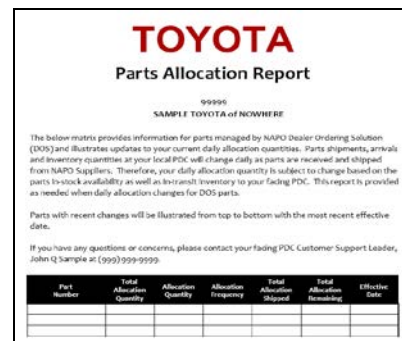 TOYOTA
Parts Allocation Report
99999
SAMPLE TOYOTA of NOWHERE
The below matrix provides information for parts managed by NAPO Dealer Ordering Solution
(DOS) and illustrates updates to your current daily allocation quantities. Parts shipments, arrivals
and inventory quantities at your local PDC will change daily as parts are received and shipped
from NAPO Suppliers. Therefore, your daily allocation quantity is subject to change based on the
parts in-stock availability as well as in-transit inventory to your facing PDC. This report is provided
as needed when daily allocation changes for DOS parts.
Parts with recent changes will be illustrated from top to bottom with the most recent effective
date.
If you have any questions or concerns, please contact your facing PDC Customer Support Leader,
John Q Sample at (999)999-9999.
Part Number Total Allocation Quantity Allocation Quantity Allocation Frequency Total Allocation Shipped Total Allocation Remaining Effective Date